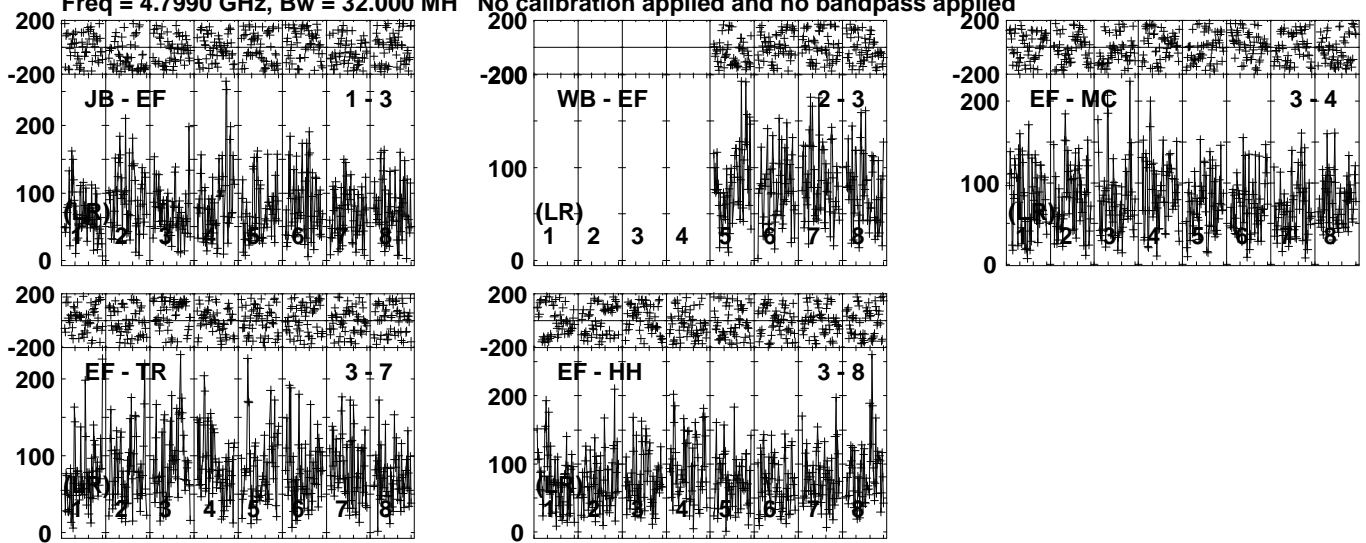 Freq = 4.7990 GHz, Bw = 32.000 MH No calibration applied and no bandpass applied
200
-200
JB - EF 1 - 3
200
100
(LR)
1 2 3 4 5 6 7 8
0
200
-200
WB - EF 2 - 3
200
100
(LR)
1 2 3 4 5 6 7 8
0
200
-200
EF - MC 3 - 4
200
100
(LR)
1 2 3 4 5 6 7 8
0
200
-200
EF - TR 3 - 7
200
100
(LR)
1 2 3 4 5 6 7 8
0
200
-200
EF - HH 3 - 8
200
100
(LR)
1 2 3 4 5 6 7 8
0